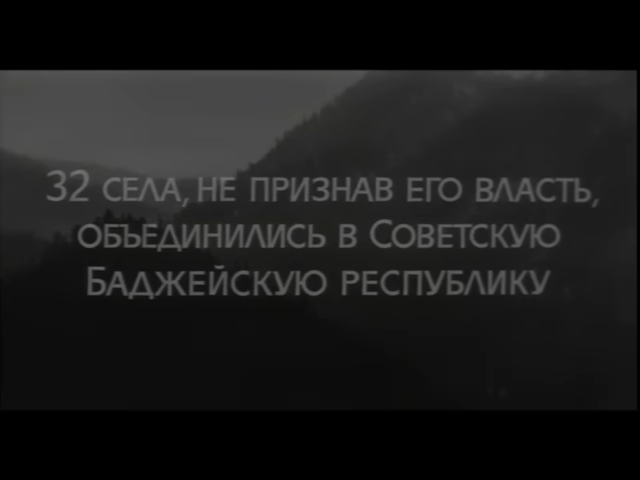 32 СЕЛА, НЕ ПРИЗНАВ ЕГО ВЛАСТЬ,
ОБЪЕДИНИЛИСЬ В СОВЕТСКУЮ
БАДЖЕЙСКУЮ РЕСПУБЛИКУ